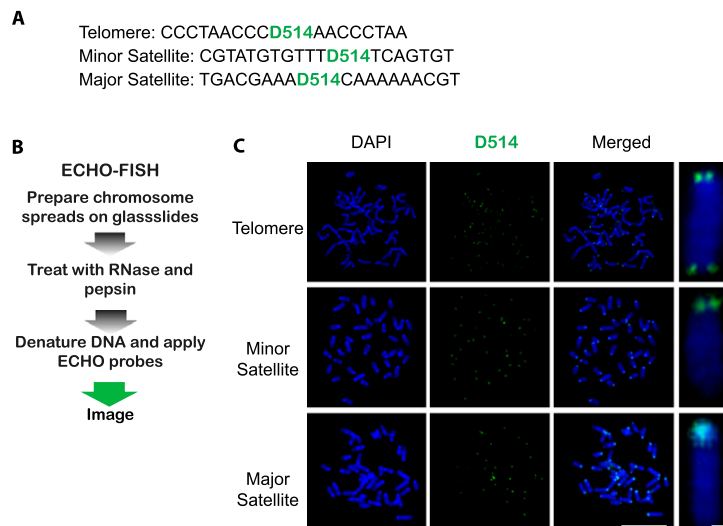 A
Telomere: CCCTAACCCD514AACCCTAA
Minor Satellite: CGTATGTGTTTD514TCAGTGT
Major Satellite: TGACGAAAD514CAAAAAACGT
B
ECHO-FISH
Prepare chromosome
spreads on glassslides
Treat with RNase and
pepsin
Denature DNA and apply
ECHO probes
Image
C
DAPI D514 Merged
Telomere
Minor
Satellite
Major
Satellite